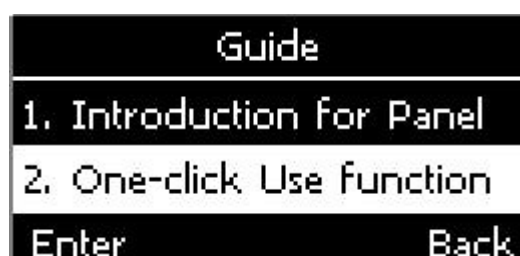 Guide
1. Introduction for Panel
2. One-click Use function
Enter Back